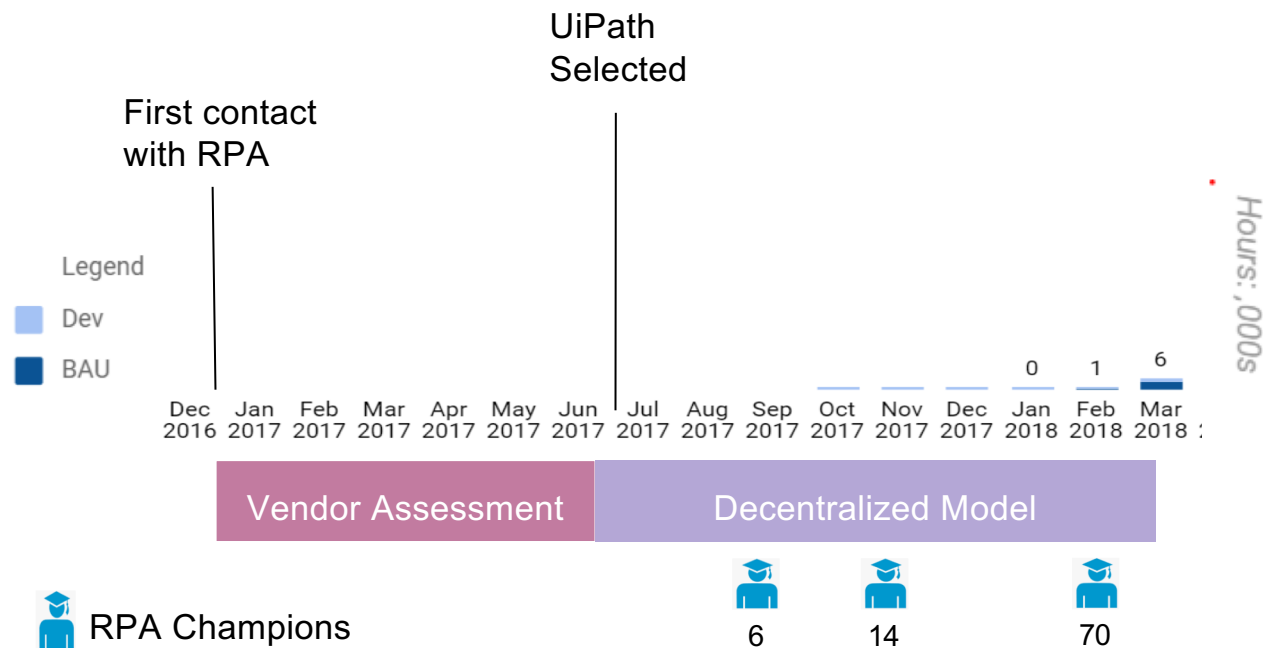 UiPath
Selected
First contact
with RPA
Legend
Dev
BAU
Hours: ,000s
0 1 6
Dec Jan Feb Mar Apr May Jun Jul Aug Sep Oct Nov Dec Jan Feb Mar
2016 2017 2017 2017 2017 2017 2017 2017 2017 2017 2017 2017 2017 2018 2018 2018
Vendor Assessment Decentralized Model
RPA Champions
6 14 70